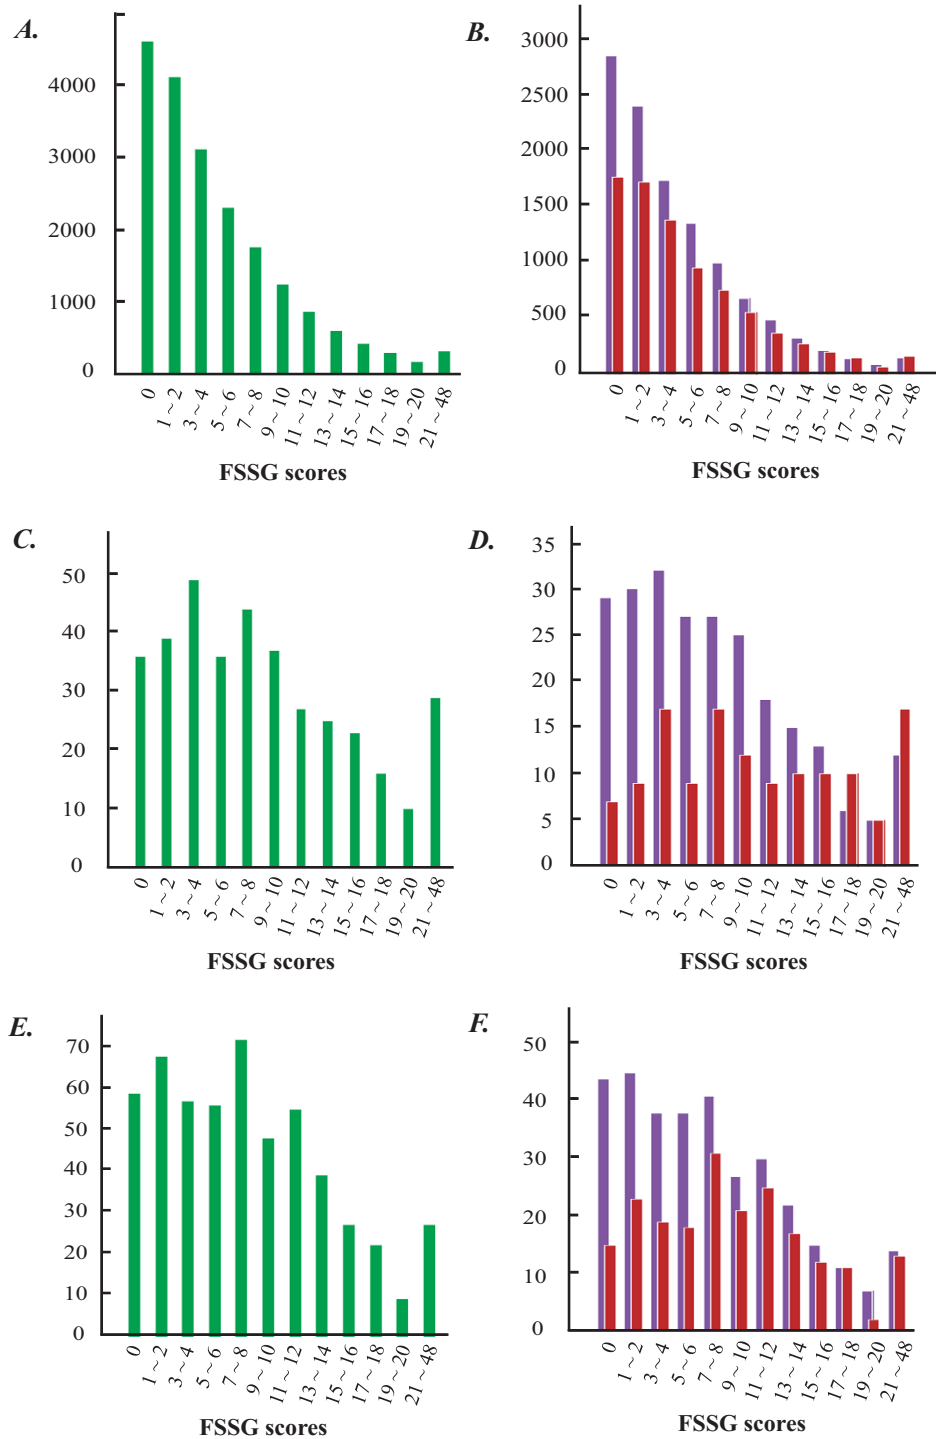 A.
4000
3000
2000
1000
0
0
1 ~ 2
3 ~ 4
5 ~ 6
7 ~ 8
9 ~ 10
11 ~ 12
13 ~ 14
15 ~ 16
17 ~ 18
19 ~ 20
21 ~ 48
FSSG scores
B.
3000
2500
2000
1500
1000
500
0
0
1 ~ 2
3 ~ 4
5 ~ 6
7 ~ 8
9 ~ 10
11 ~ 12
13 ~ 14
15 ~ 16
17 ~ 18
19 ~ 20
21 ~ 48
FSSG scores
C.
50
40
30
20
10
0
0
1 ~ 2
3 ~ 4
5 ~ 6
7 ~ 8
9 ~ 10
11 ~ 12
13 ~ 14
15 ~ 16
17 ~ 18
19 ~ 20
21 ~ 48
FSSG scores
D.
35
30
25
20
15
10
5
0
0
1 ~ 2
3 ~ 4
5 ~ 6
7 ~ 8
9 ~ 10
11 ~ 12
13 ~ 14
15 ~ 16
17 ~ 18
19 ~ 20
21 ~ 48
FSSG scores
E.
70
60
50
40
30
20
10
0
0
1 ~ 2
3 ~ 4
5 ~ 6
7 ~ 8
9 ~ 10
11 ~ 12
13 ~ 14
15 ~ 16
17 ~ 18
19 ~ 20
21 ~ 48
FSSG scores
F.
50
40
30
20
10
0
0
1 ~ 2
3 ~ 4
5 ~ 6
7 ~ 8
9 ~ 10
11 ~ 12
13 ~ 14
15 ~ 16
17 ~ 18
19 ~ 20
21 ~ 48
FSSG scores